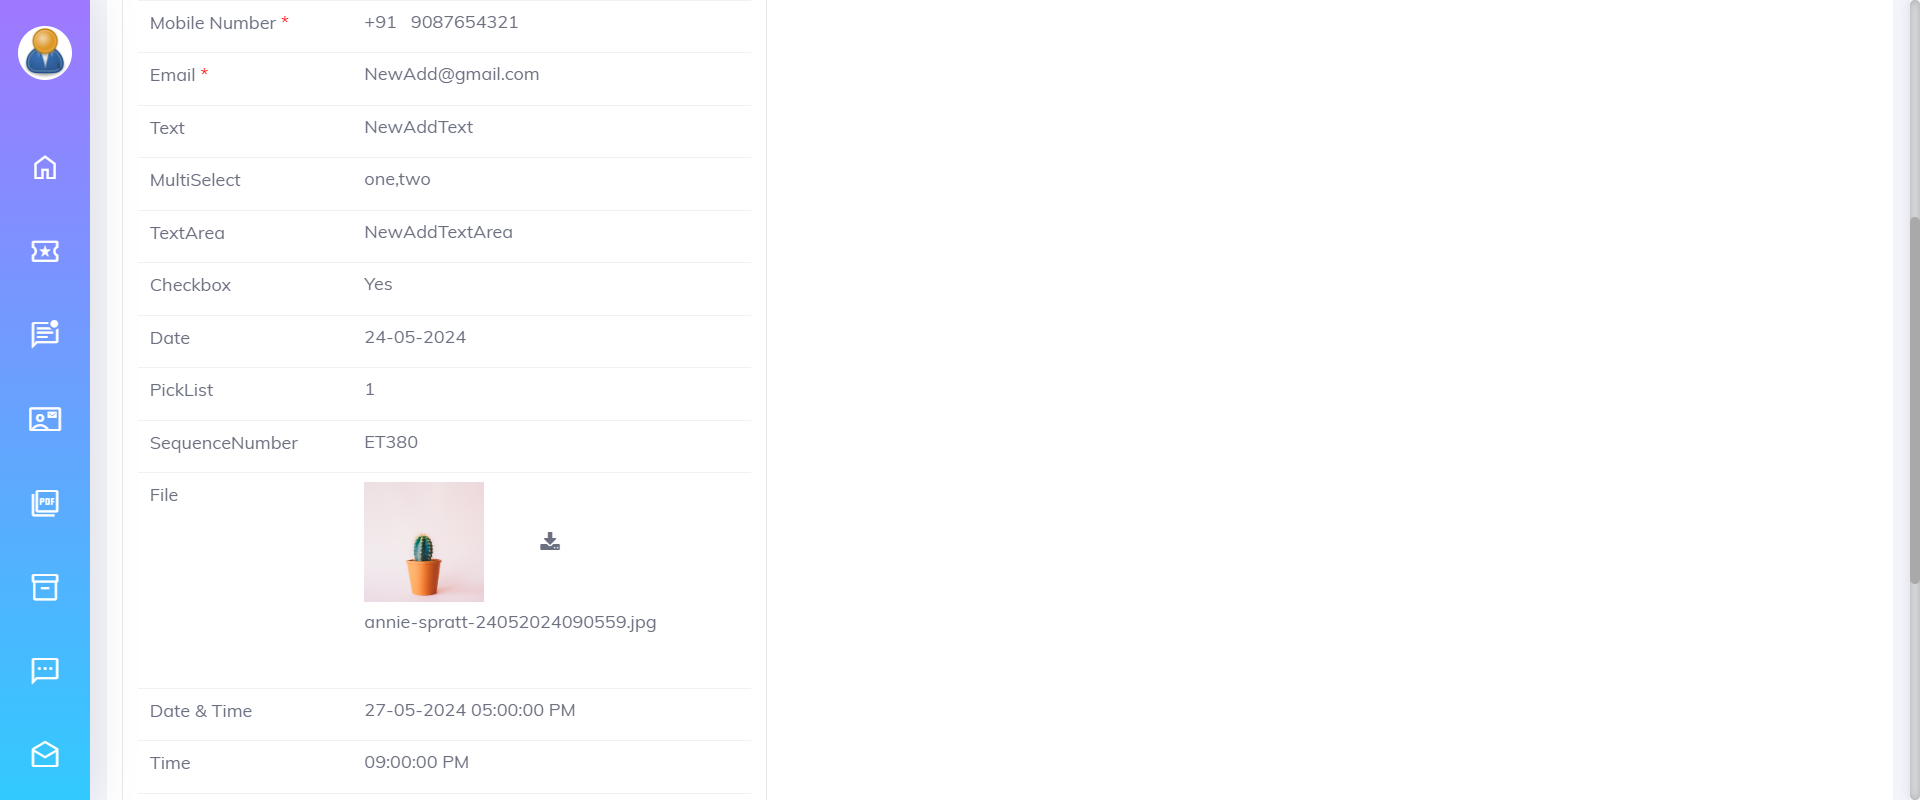 Mobile Number * +91 9087654321
Email * NewAdd@gmail.com
Text NewAddText
MultiSelect one,two
TextArea NewAddTextArea
Checkbox Yes
Date 24-05-2024
PickList 1
SequenceNumber ET380
File
annie-spratt-24052024090559.jpg
Date & Time 27-05-2024 05:00:00 PM
Time 09:00:00 PM
PDF